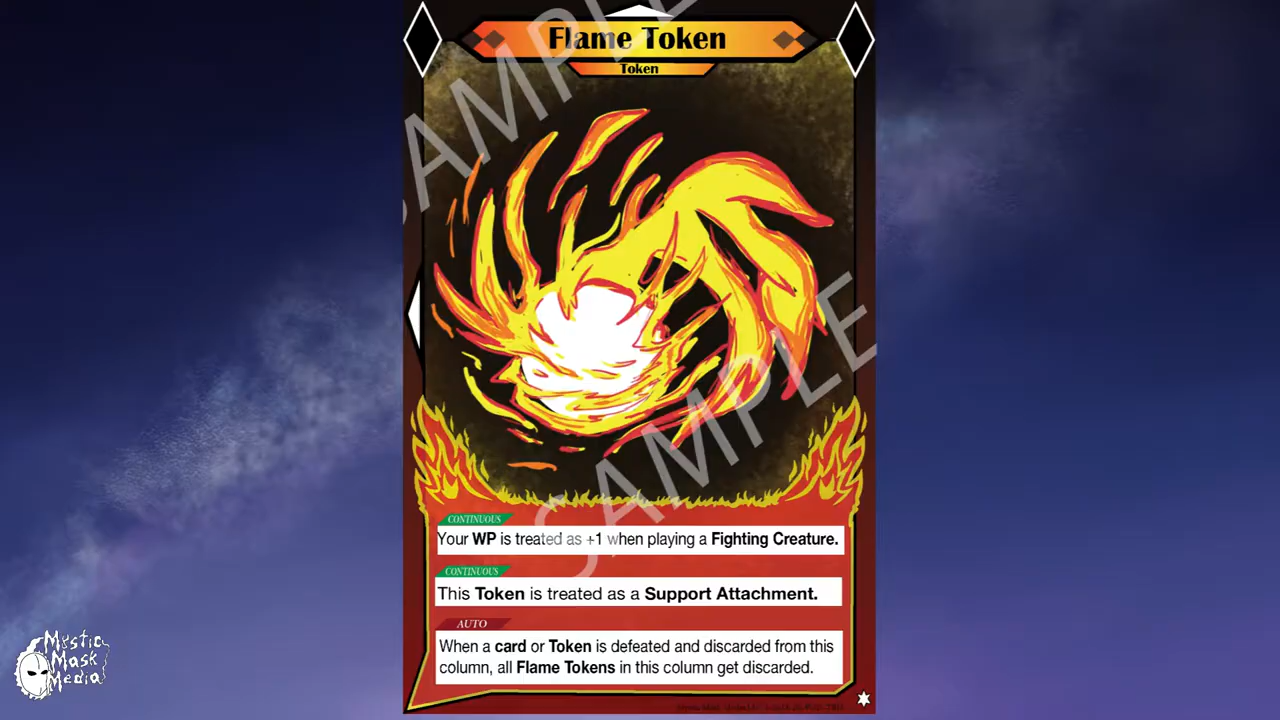 Flame Token
Token
SAMPLE
SAMPLE
CONTINUOUS
Your WP is treated as +1 when playing a Fighting Creature.
CONTINUOUS
This Token is treated as a Support Attachment.
AUTO
When a card or Token is defeated and discarded from this
column, all Flame Tokens in this column get discarded.
Mystic
Mask
Media